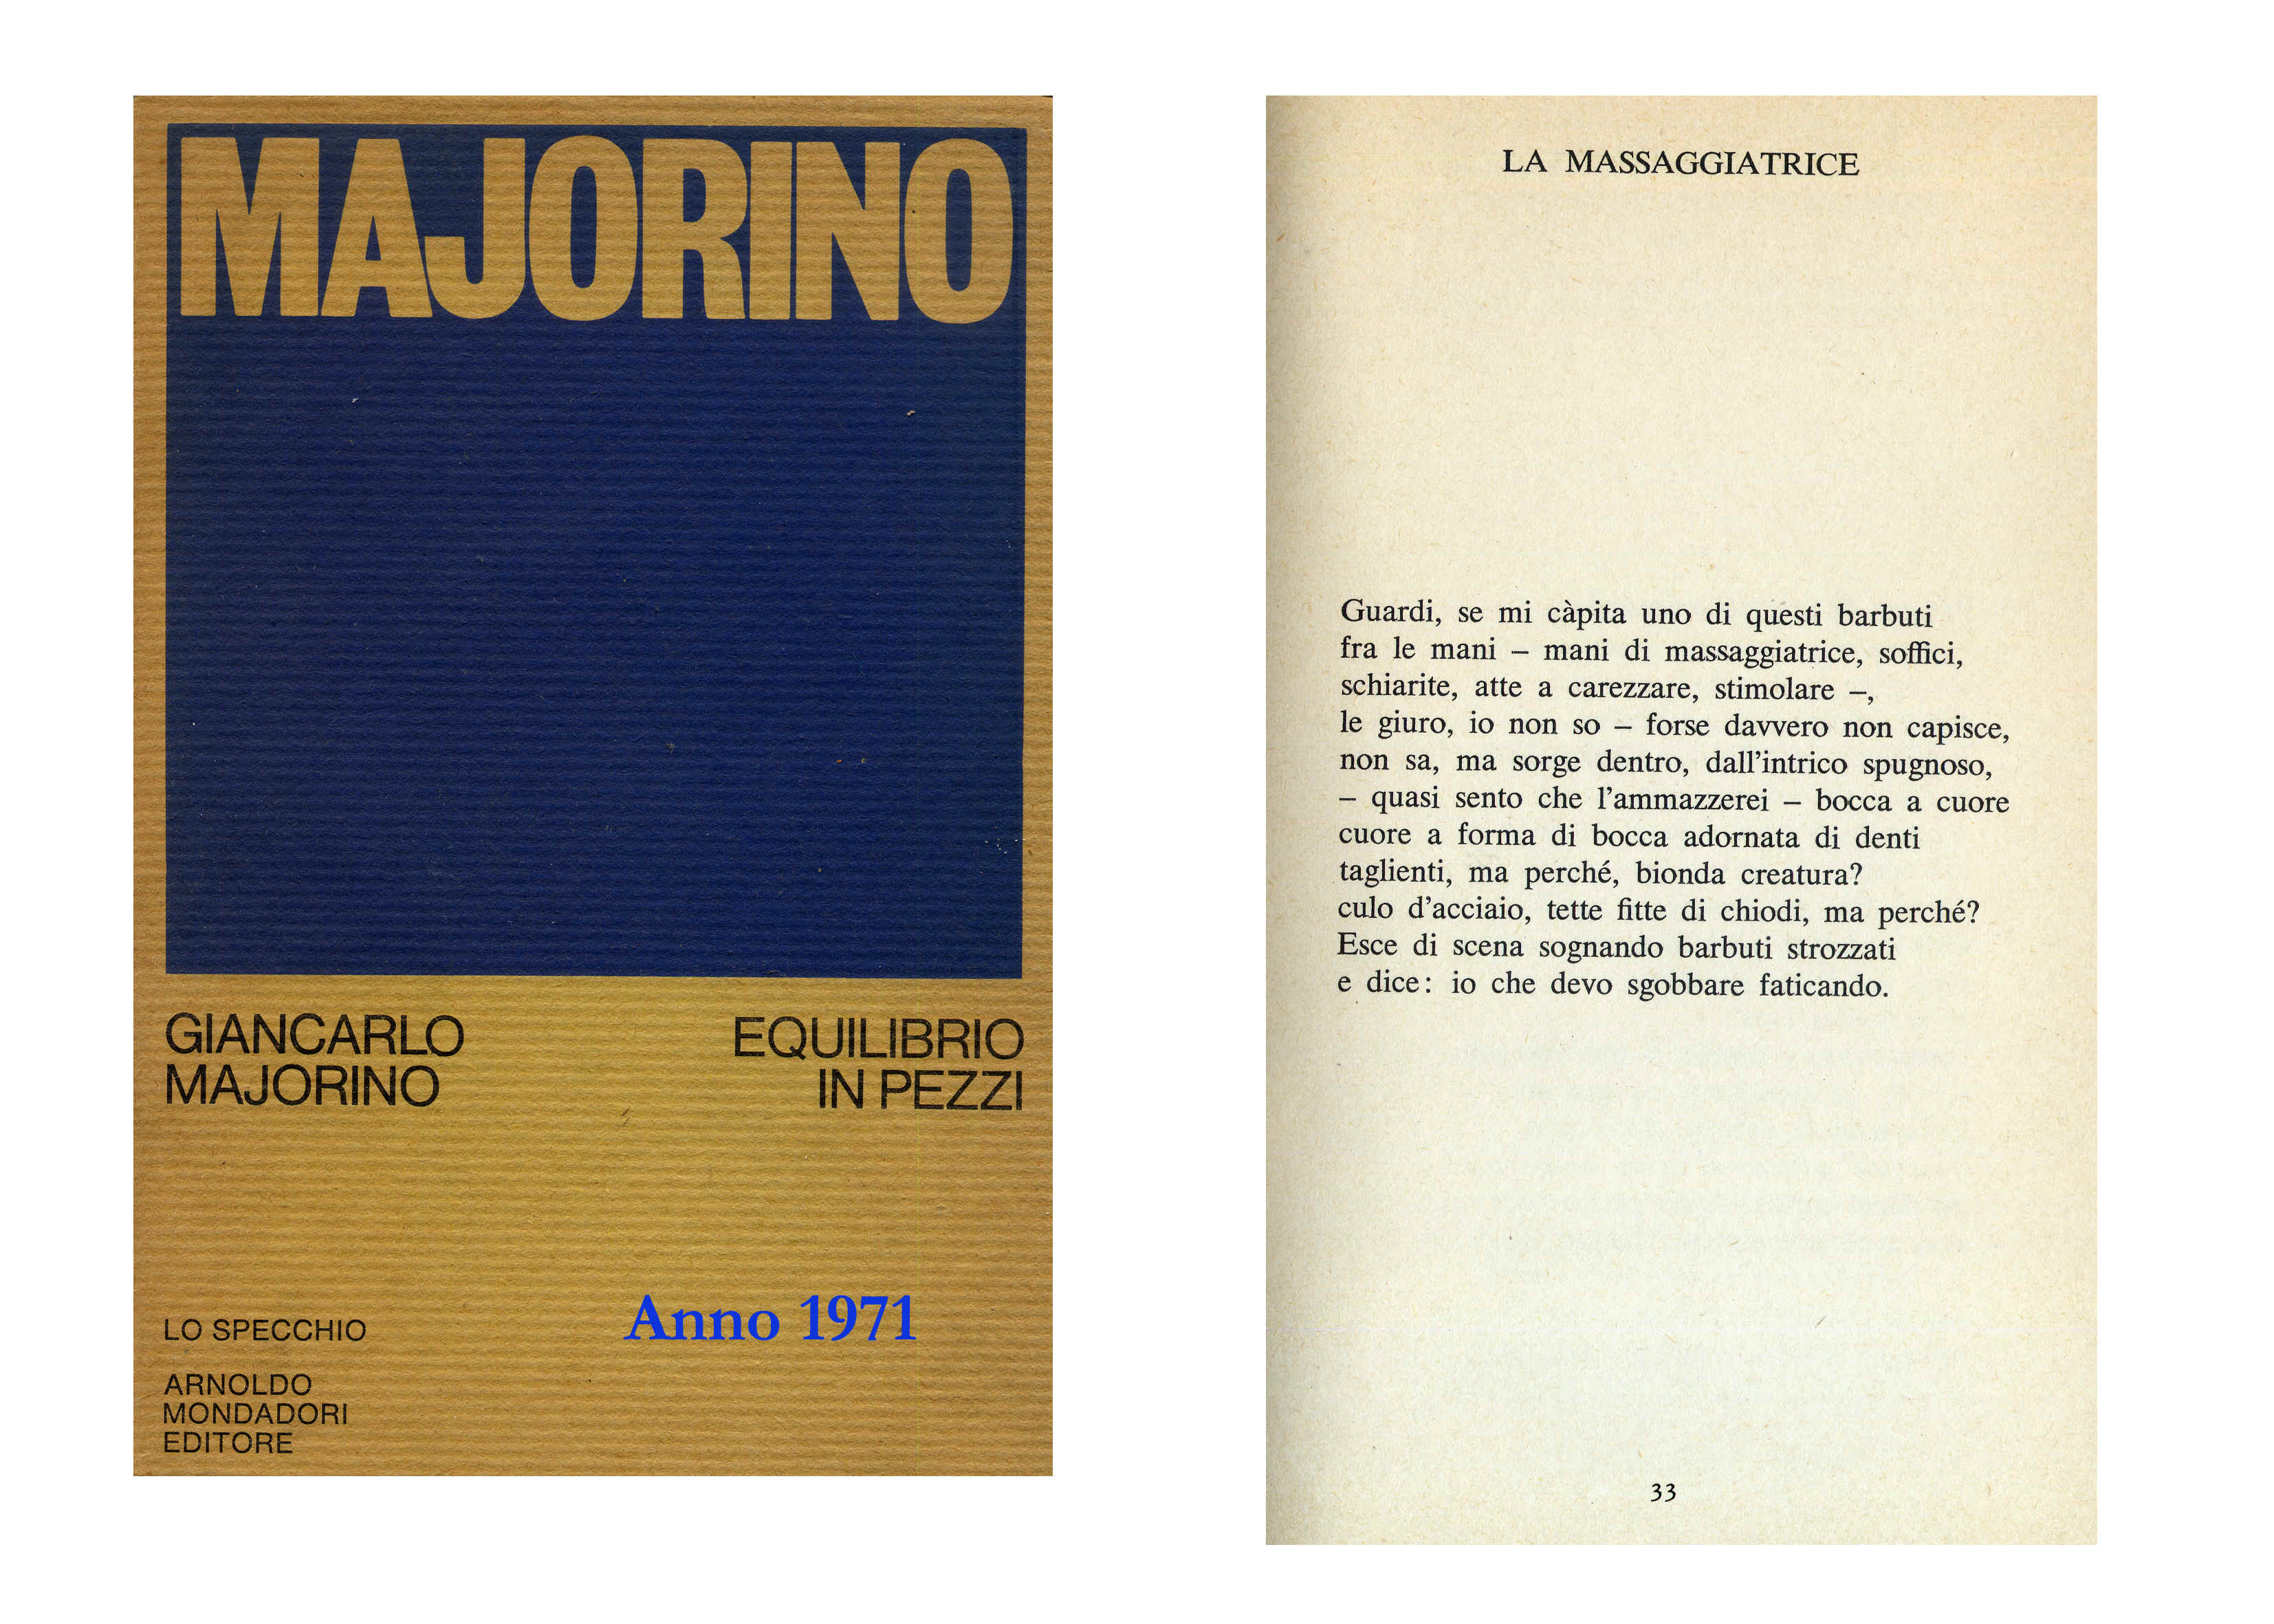 MAJORINO
GIANCARLO
MAJORINO
EQUILIBRIO
IN PEZZI
Anno 1971
LO SPECCHIO
ARNOLDO
MONDADORI
EDITORE
LA MASSAGGIATRICE
Guardi, se mi càpita uno di questi barbuti
fra le mani – mani di massaggiatrice, soffici,
schiarite, atte a carezzare, stimolare –,
le giuro, io non so – forse davvero non capisce,
non sa, ma sorge dentro, dall'intrico spugnoso,
– quasi sento che l'ammazzerei – bocca a cuore
cuore a forma di bocca adornata di denti
taglienti, ma perché, bionda creatura?
culo d'acciaio, tette fitte di chiodi, ma perché?
Esce di scena sognando barbuti strozzati
e dice: io che devo sgobbare faticando.
33